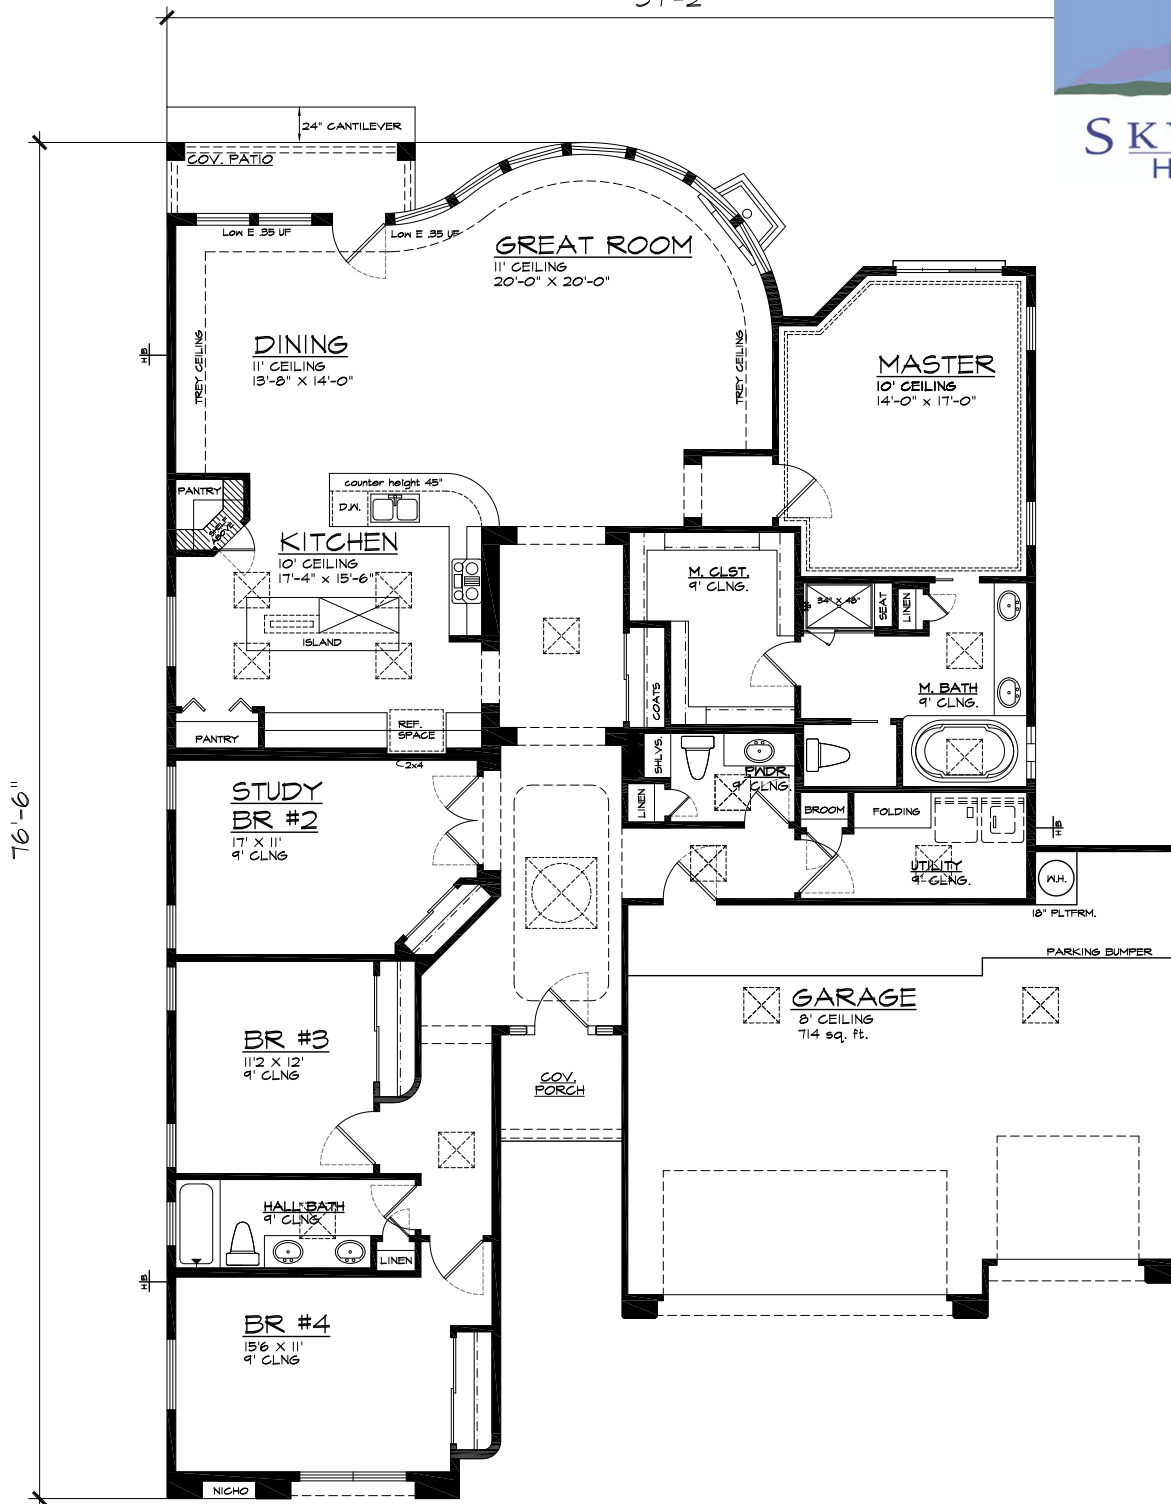 24" CANTILEVER
COV. PATIO
LOW E .35 UF
LOW E .35 UF
GREAT ROOM
11' CEILING
20'-0" X 20'-0"
DINING
11' CEILING
13'-8" X 14'-0"
TREY CEILING
TREY CEILING
HB
MASTER
10' CEILING
14'-0" x 17'-0"
PANTRY
SHELF ABOVE
counter height 45"
D.W.
KITCHEN
10' CEILING
17'-4" x 15'-6"
ISLAND
PANTRY
REF.
SPACE
2x4
M. CLST.
9' CLNG.
COATS
34" X 48"
SEAT
LINEN
M. BATH
9' CLNG.
SHLVS.
LINEN
PWDR
9' CLNG.
BROOM
FOLDING
UTILITY
9' CLNG.
HB
W.H.
18" PLTFRM.
STUDY
BR #2
17' X 11'
9' CLNG
76'-6"
PARKING BUMPER
GARAGE
8' CEILING
714 sq. ft.
BR #3
11'2 X 12'
9' CLNG
COV.
PORCH
HALL BATH
9' CLNG
LINEN
HB
BR #4
15'6 X 11'
9' CLNG
NICHO